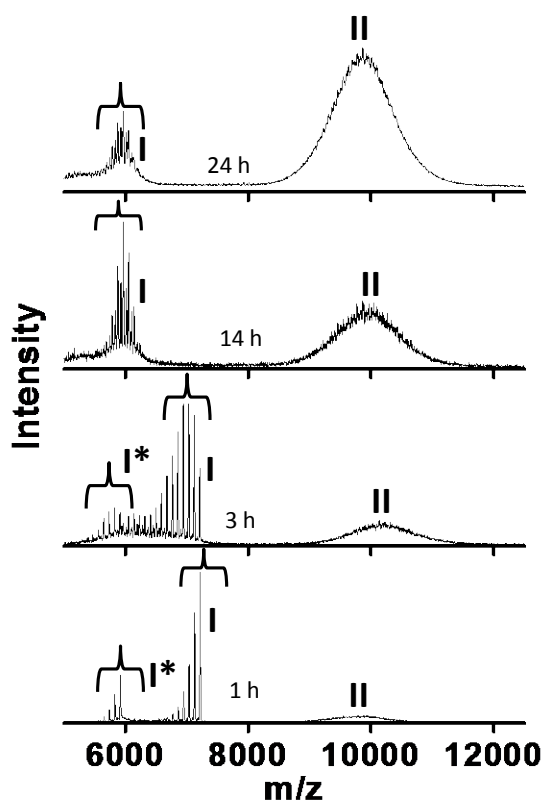 II
I
24 h
II
I
14 h
I*
I
II
3 h
I
I*
II
1 h
6000 8000 10000 12000
m/z
Intensity